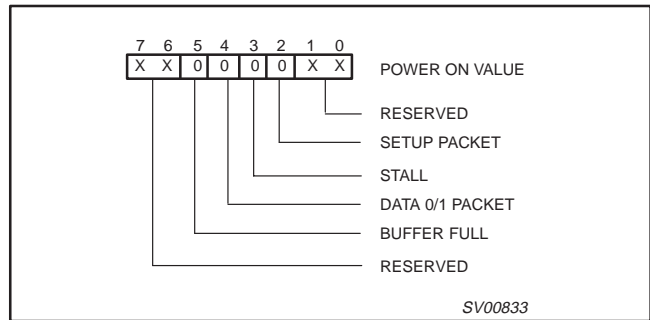 7 6 5 4 3 2 1 0
X X 0 0 0 0 X X POWER ON VALUE
RESERVED
SETUP PACKET
STALL
DATA 0/1 PACKET
BUFFER FULL
RESERVED
SV00833